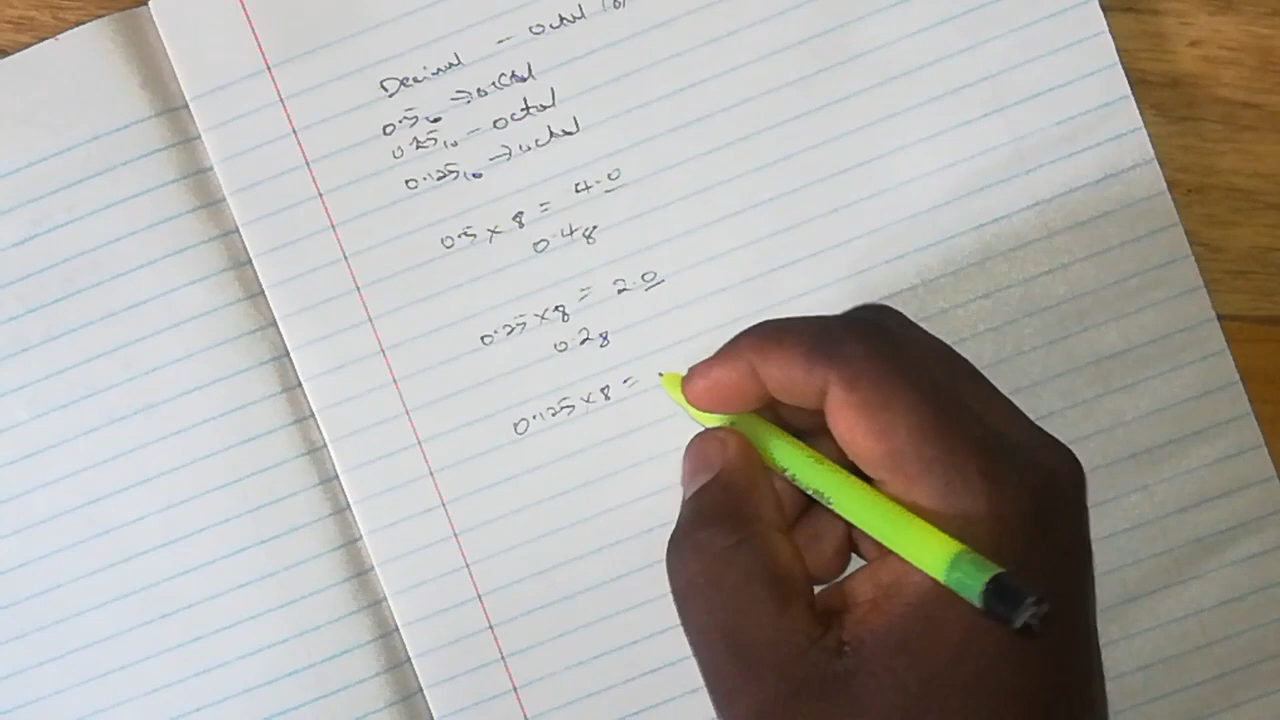 Decimal - octal (8)
0.5₁₀ → octal
0.25₁₀ - octal
0.125₁₀ → octal
0.5 × 8 = 4.0
0.4₈
0.25 × 8 = 2.0
0.2₈
0.125 × 8 =